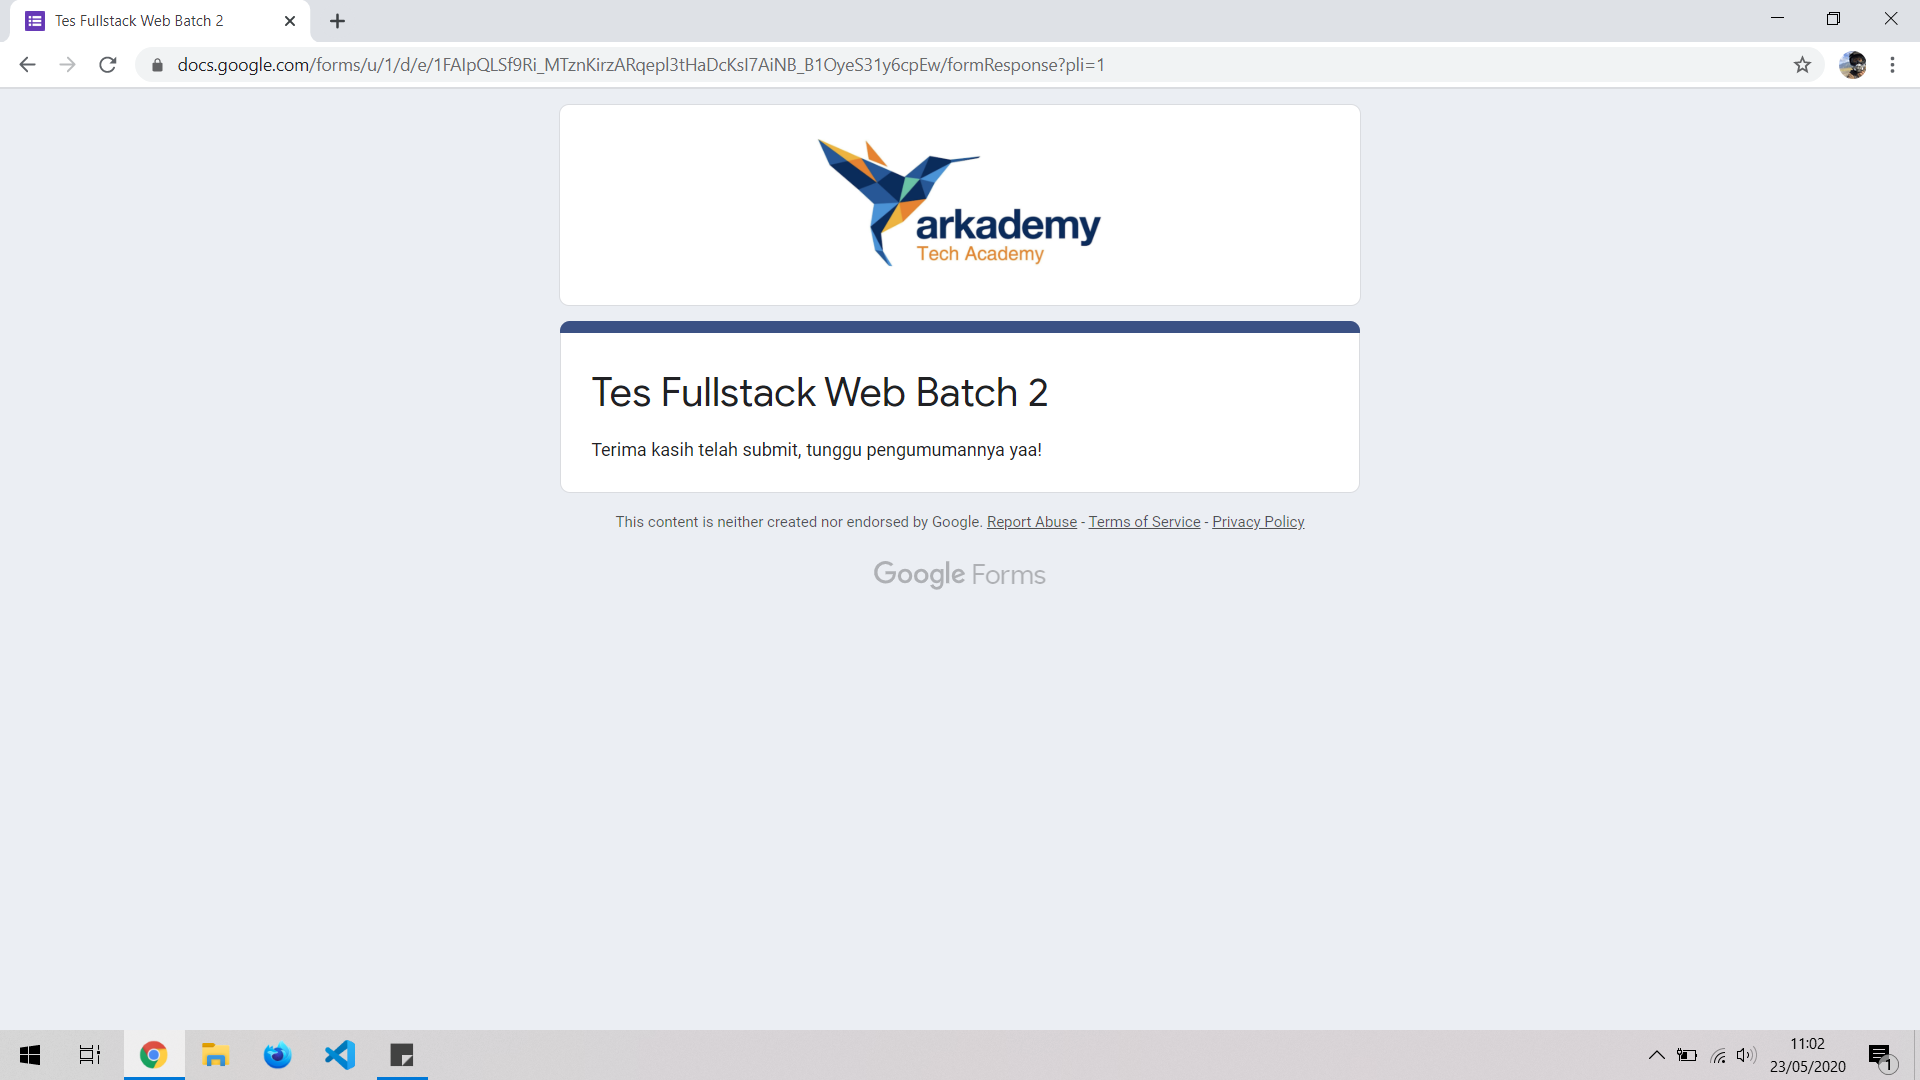 Tes Fullstack Web Batch 2
docs.google.com/forms/u/1/d/e/1FAIpQLSf9Ri_MTznKirzARqepl3tHaDcKsI7AiNB_B1OyeS31y6cpEw/formResponse?pli=1
arkademy
Tech Academy
Tes Fullstack Web Batch 2
Terima kasih telah submit, tunggu pengumumannya yaa!
This content is neither created nor endorsed by Google. Report Abuse - Terms of Service - Privacy Policy
Google Forms
11:02
23/05/2020
1